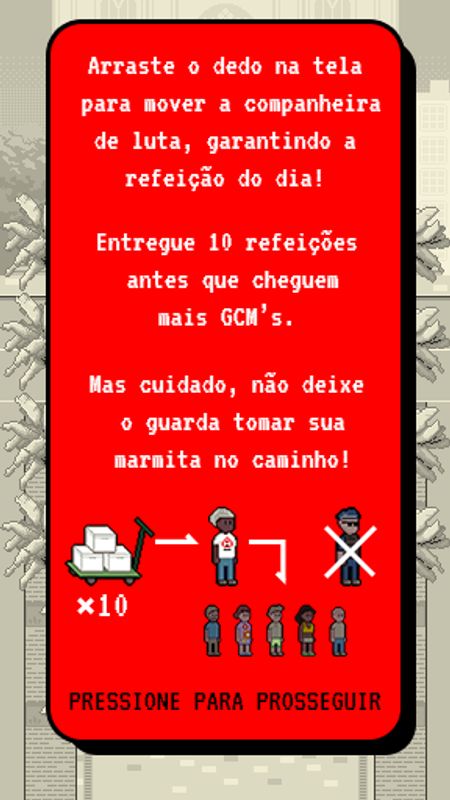 Arraste o dedo na tela
para mover a companheira
de luta, garantindo a
refeição do dia!
Entregue 10 refeições
antes que cheguem
mais GCM's.
Mas cuidado, não deixe
o guarda tomar sua
marmita no caminho!
×10
PRESSIONE PARA PROSSEGUIR